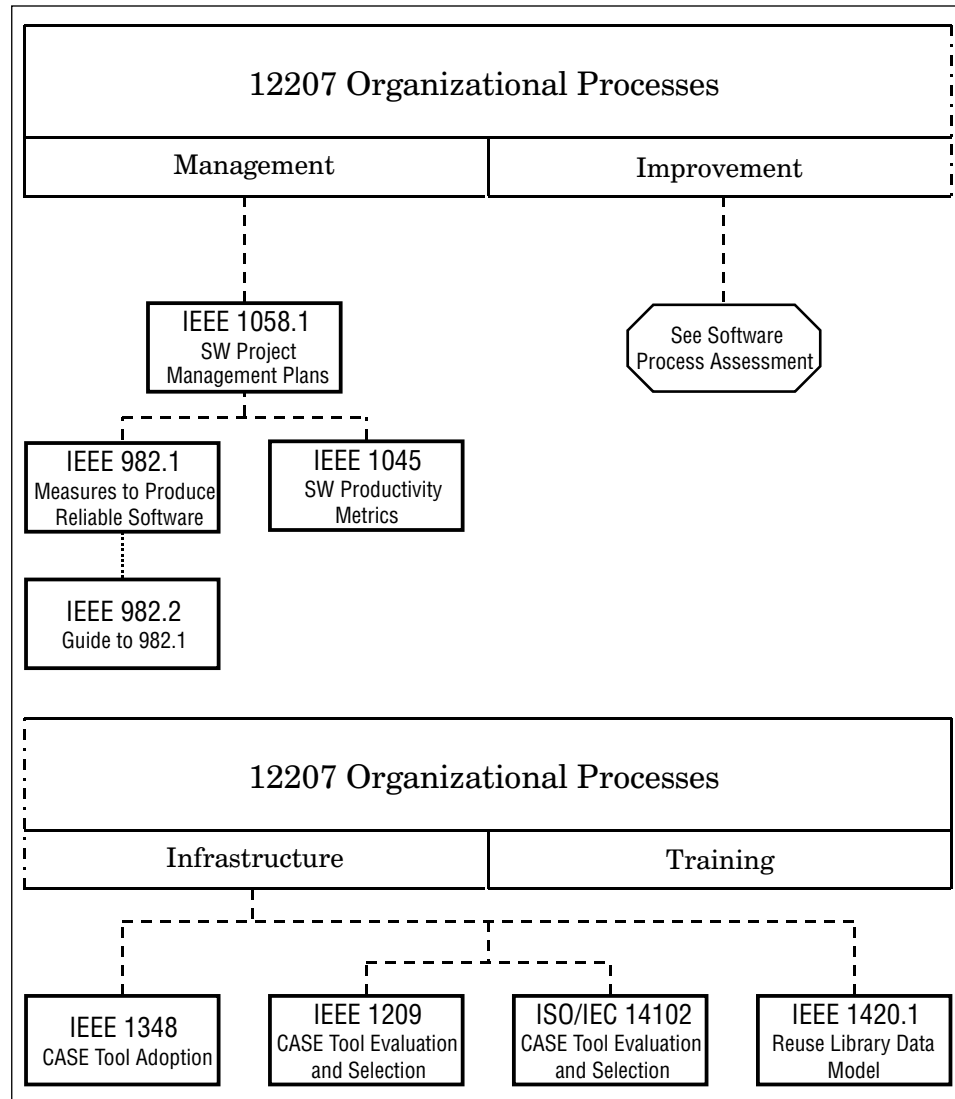 12207 Organizational Processes
Management
Improvement
IEEE 1058.1
SW Project
Management Plans
See Software
Process Assessment
IEEE 982.1
Measures to Produce
Reliable Software
IEEE 1045
SW Productivity
Metrics
IEEE 982.2
Guide to 982.1
12207 Organizational Processes
Infrastructure
Training
IEEE 1348
CASE Tool Adoption
IEEE 1209
CASE Tool Evaluation
and Selection
ISO/IEC 14102
CASE Tool Evaluation
and Selection
IEEE 1420.1
Reuse Library Data
Model